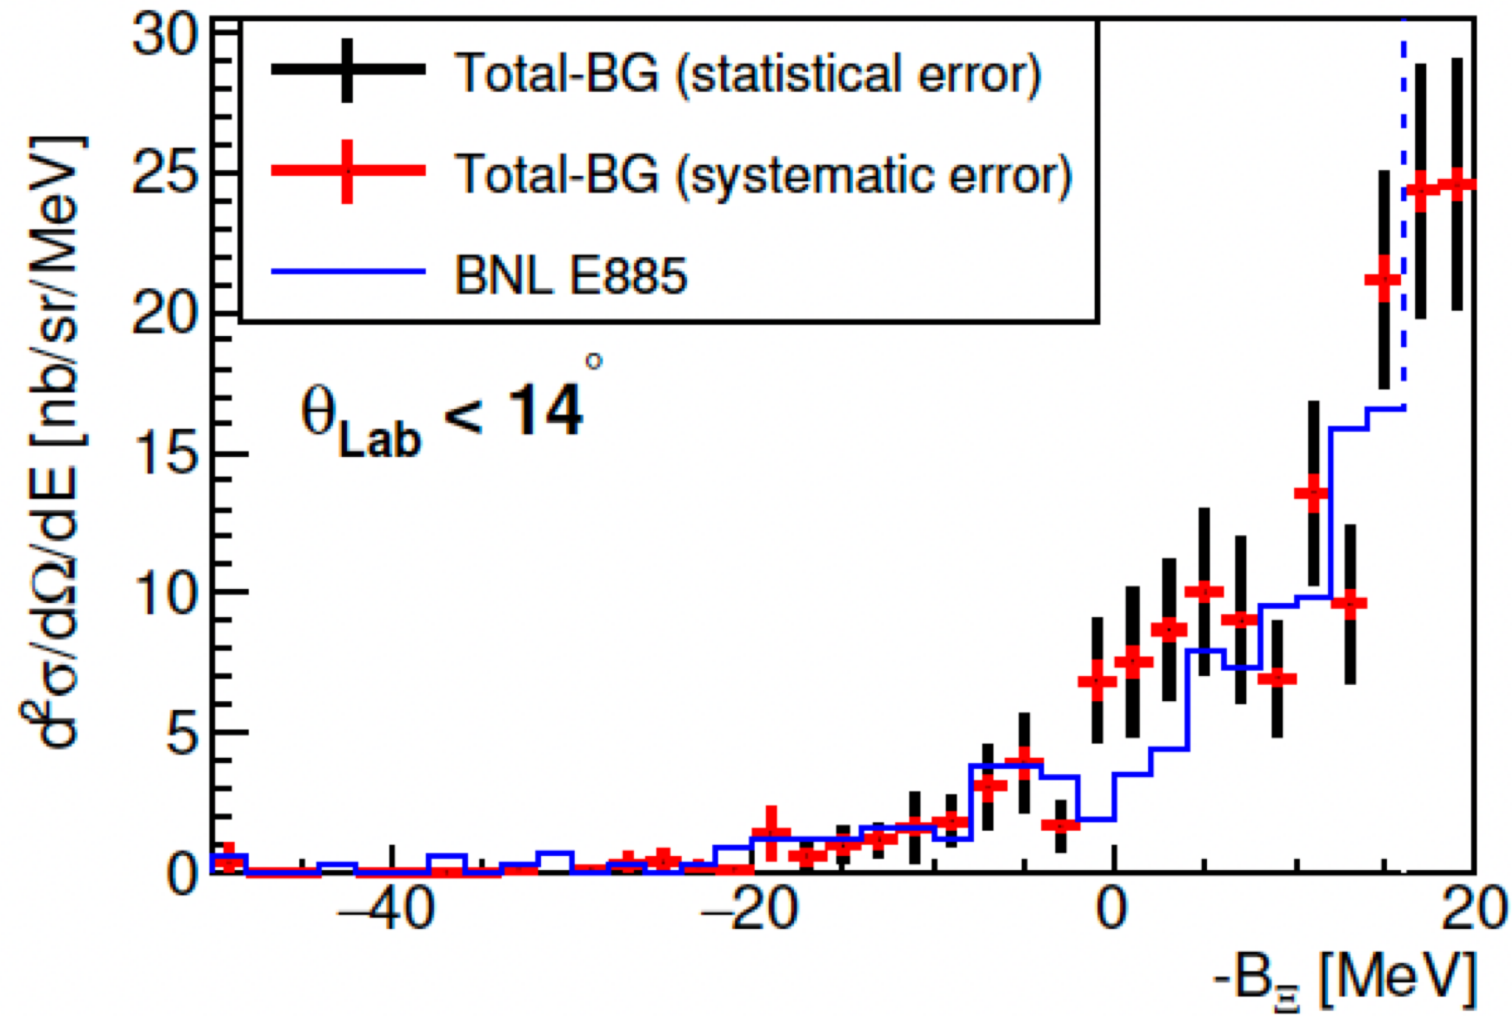 30
25
20
15
10
5
0
d²σ/dΩ/dE [nb/sr/MeV]
Total-BG (statistical error)
Total-BG (systematic error)
BNL E885
θLab < 14°
−40
−20
0
20
-BΞ [MeV]